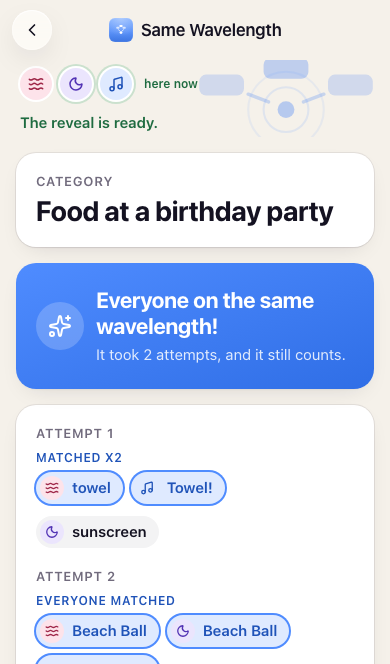 Same Wavelength
here now
The reveal is ready.
CATEGORY
Food at a birthday party
Everyone on the same
wavelength!
It took 2 attempts, and it still counts.
ATTEMPT 1
MATCHED X2
towel Towel!
sunscreen
ATTEMPT 2
EVERYONE MATCHED
Beach Ball Beach Ball